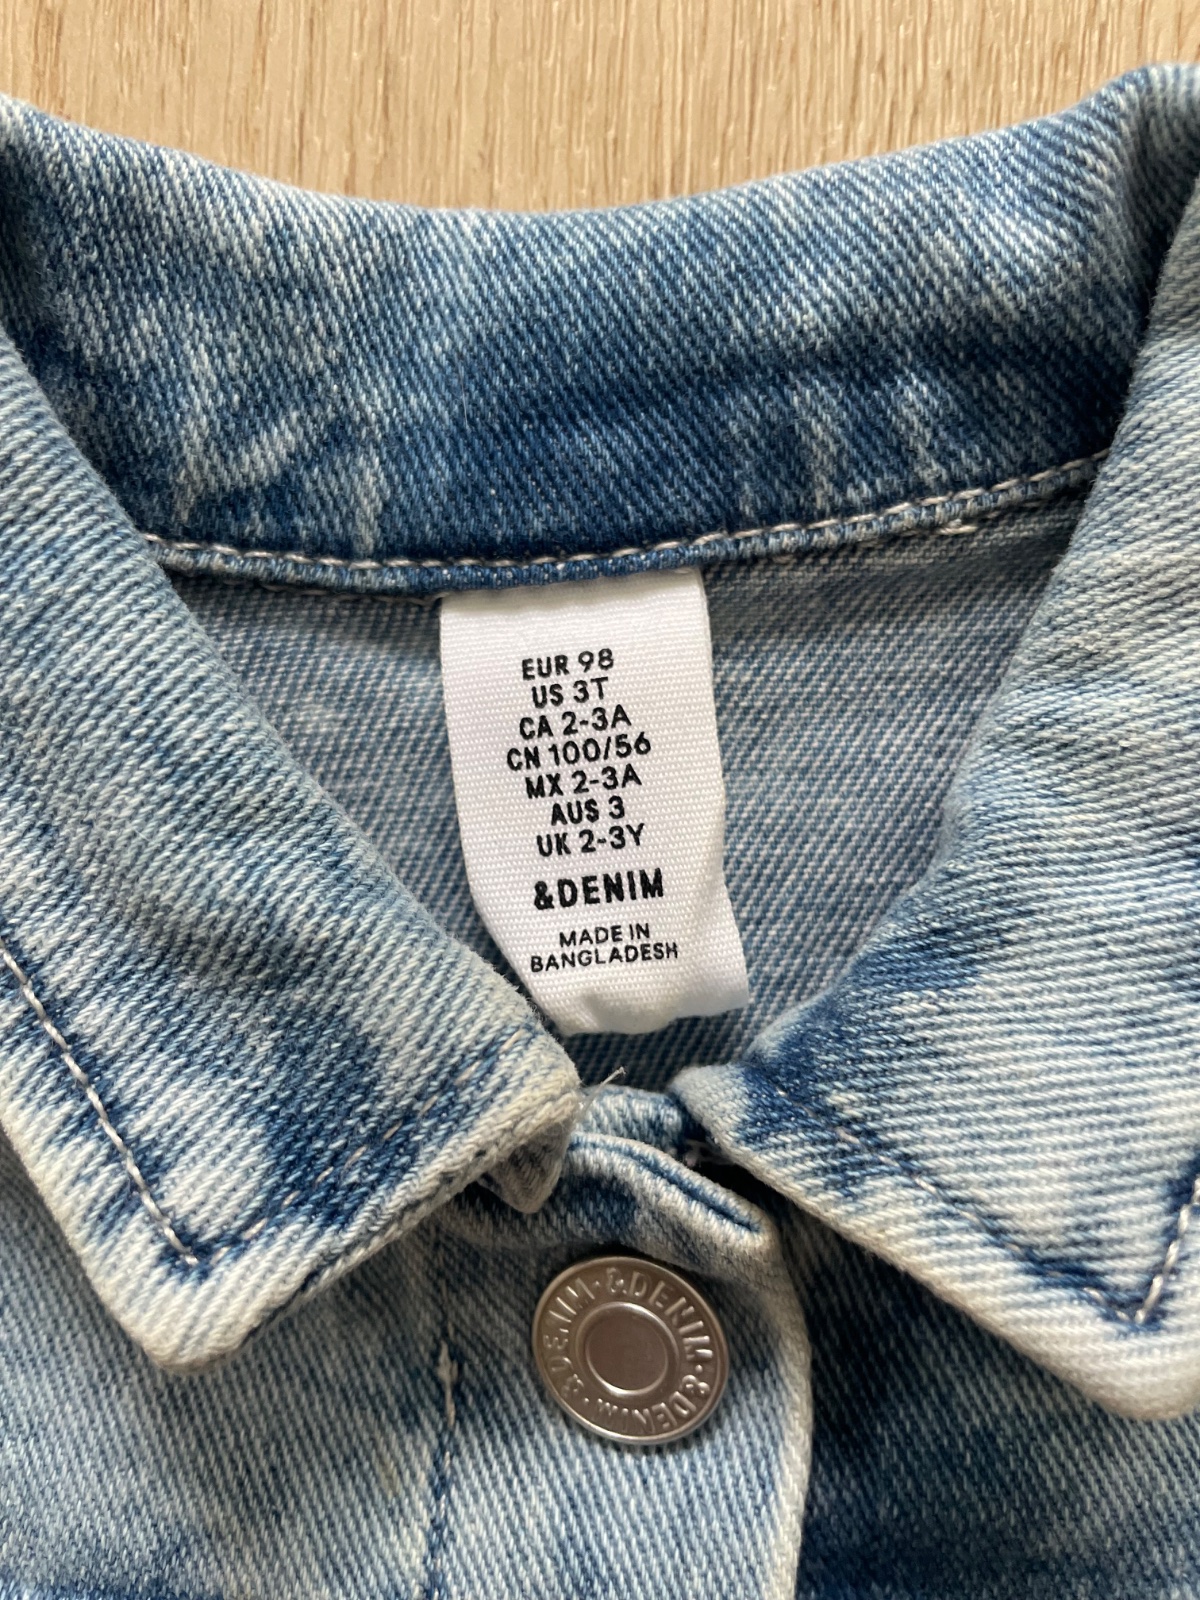 EUR 98
US 3T
CA 2-3A
CN 100/56
MX 2-3A
AUS 3
UK 2-3Y
&DENIM
MADE IN
BANGLADESH
&DENIM·&DENIM·&DENIM·